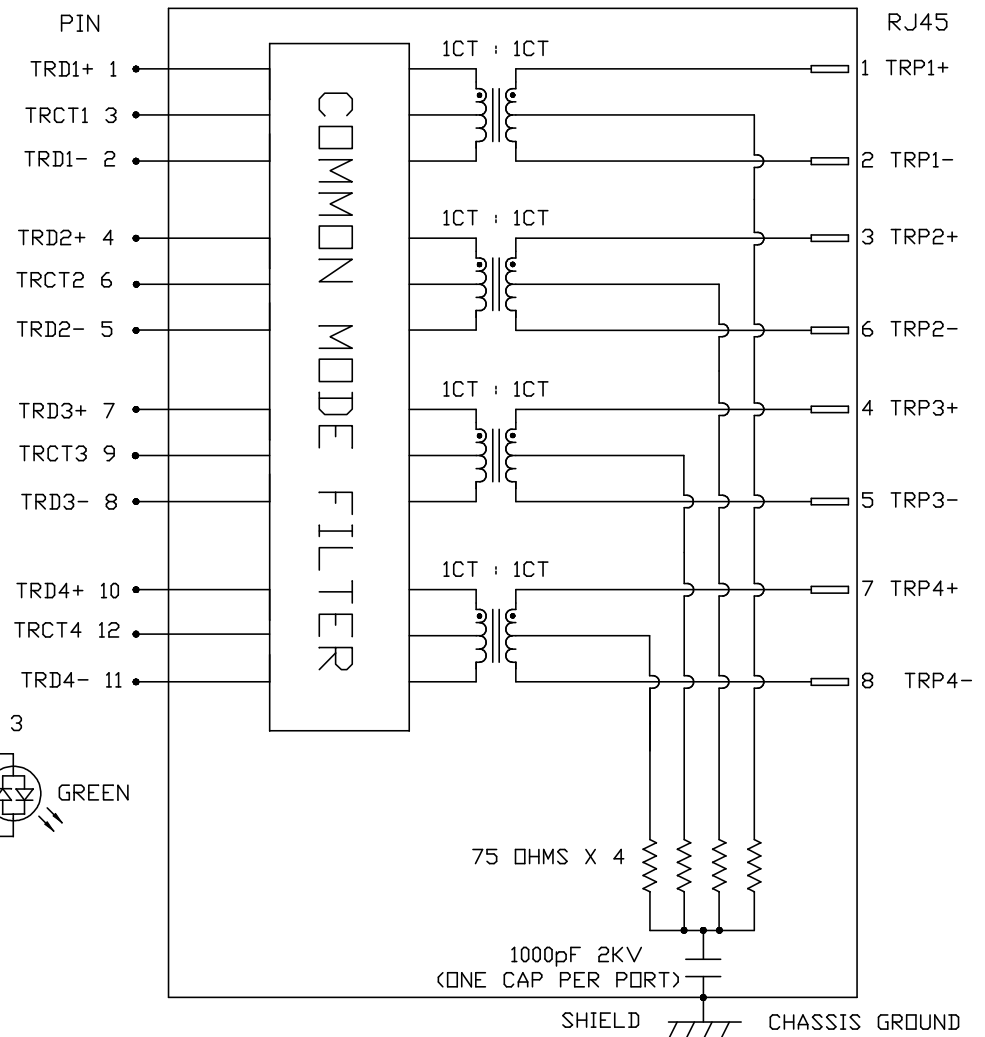 PIN
RJ45
1CT : 1CT
TRD1+ 1
1 TRP1+
TRCT1 3
TRD1- 2
2 TRP1-
1CT : 1CT
TRD2+ 4
3 TRP2+
TRCT2 6
TRD2- 5
6 TRP2-
1CT : 1CT
TRD3+ 7
4 TRP3+
TRCT3 9
TRD3- 8
5 TRP3-
1CT : 1CT
TRD4+ 10
7 TRP4+
TRCT4 12
TRD4- 11
8 TRP4-
COMMON MODE FILTER
3
GREEN
75 OHMS X 4
1000pF 2KV
(ONE CAP PER PORT)
SHIELD
CHASSIS GROUND